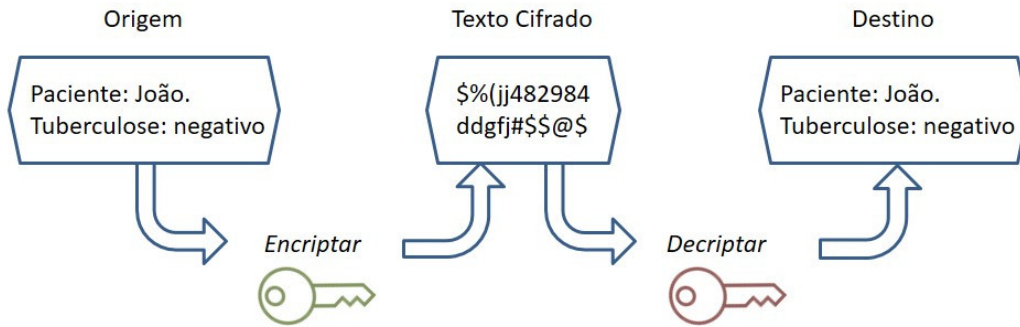 Origem
Texto Cifrado
Destino
Paciente: João.
Tuberculose: negativo
$%(jj482984
ddgfj#$$@$
Paciente: João.
Tuberculose: negativo
Encriptar
Decriptar